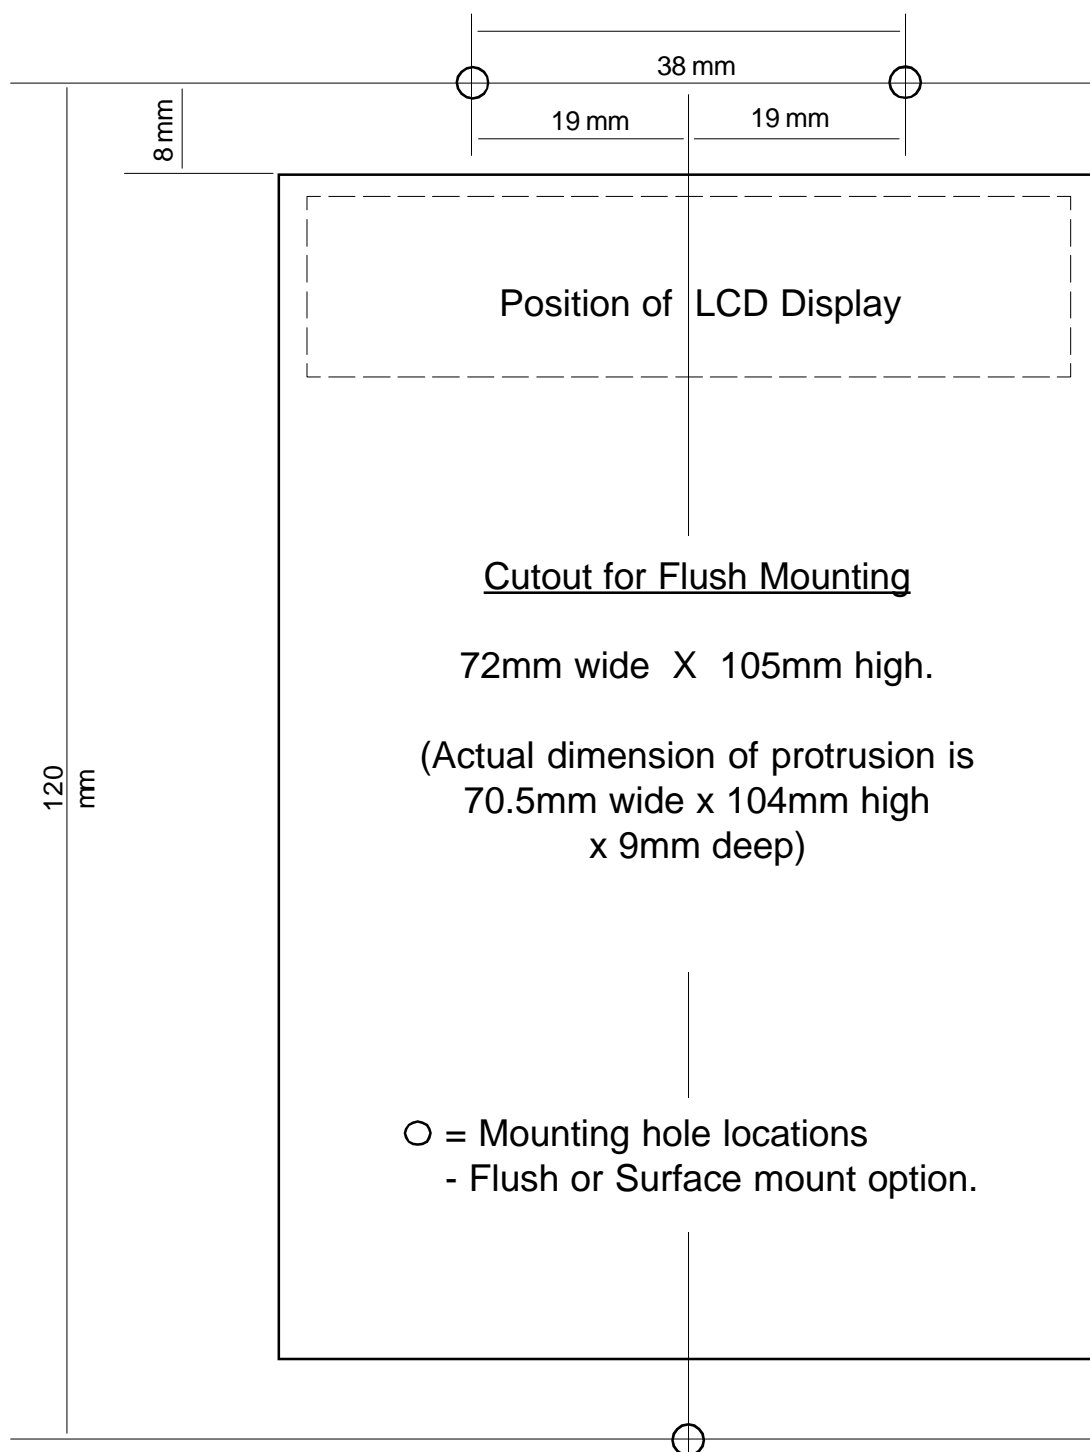 38 mm
19 mm
19 mm
8 mm
Position of LCD Display
Cutout for Flush Mounting
72mm wide X 105mm high.
(Actual dimension of protrusion is
70.5mm wide x 104mm high
x 9mm deep)
120
mm
= Mounting hole locations
- Flush or Surface mount option.